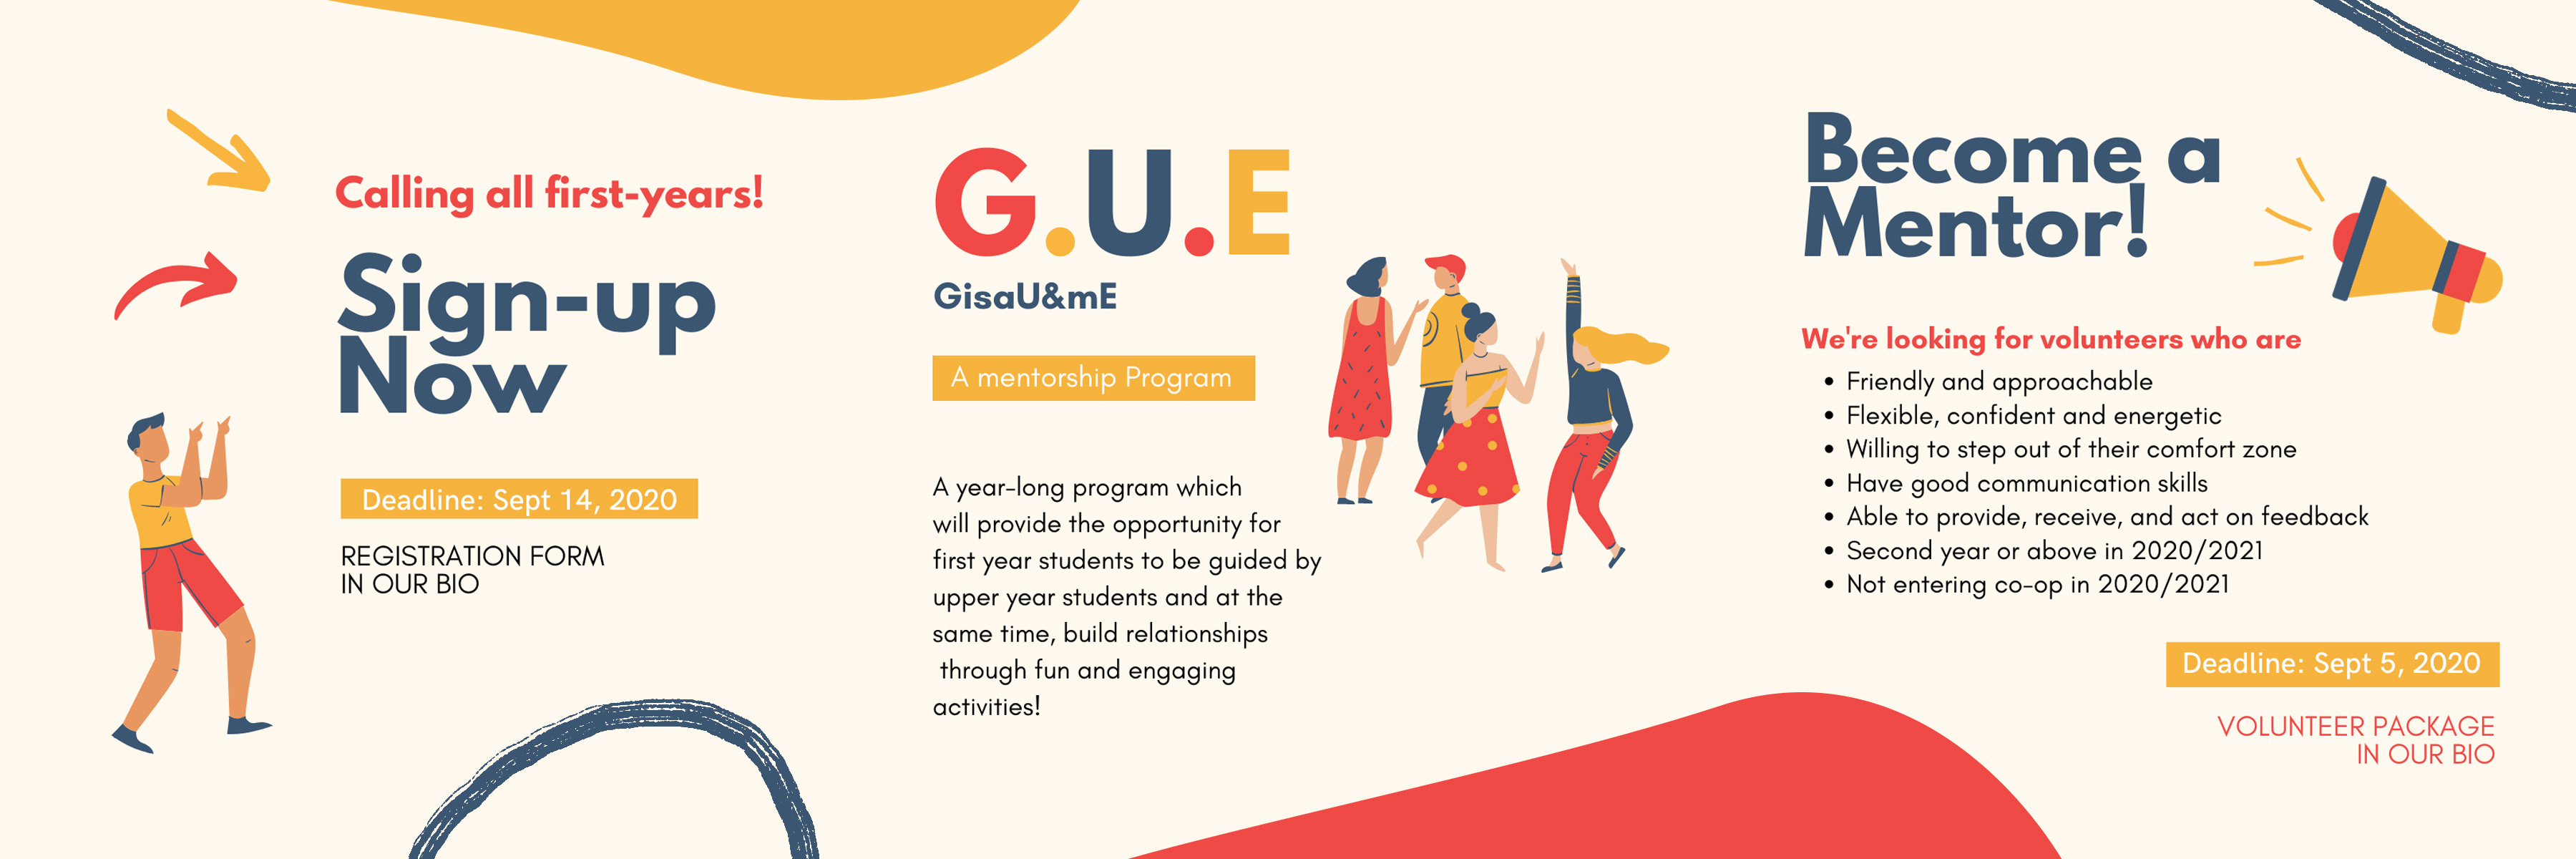 Calling all first-years!
Sign-up
Now
Deadline: Sept 14, 2020
REGISTRATION FORM
IN OUR BIO
G.U.E
GisaU&mE
A mentorship Program
A year-long program which
will provide the opportunity for
first year students to be guided by
upper year students and at the
same time, build relationships
through fun and engaging
activities!
Become a
Mentor!
We're looking for volunteers who are
• Friendly and approachable
• Flexible, confident and energetic
• Willing to step out of their comfort zone
• Have good communication skills
• Able to provide, receive, and act on feedback
• Second year or above in 2020/2021
• Not entering co-op in 2020/2021
Deadline: Sept 5, 2020
VOLUNTEER PACKAGE
IN OUR BIO